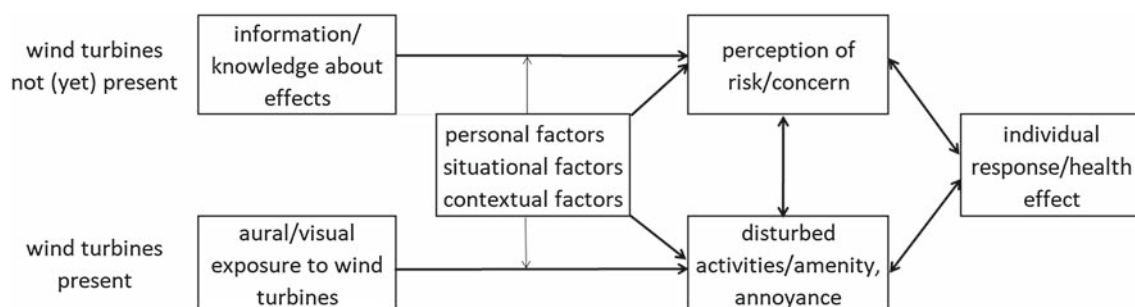 wind turbines
not (yet) present
information/
knowledge about
effects
perception of
risk/concern
personal factors
situational factors
contextual factors
individual
response/health
effect
wind turbines
present
aural/visual
exposure to wind
turbines
disturbed
activities/amenity,
annoyance